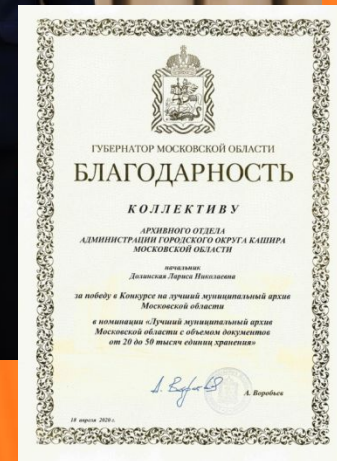 ГУБЕРНАТОР МОСКОВСКОЙ ОБЛАСТИ
БЛАГОДАРНОСТЬ
КОЛЛЕКТИВУ
АРХИВНОГО ОТДЕЛА
АДМИНИСТРАЦИИ ГОРОДСКОГО ОКРУГА КАШИРА
МОСКОВСКОЙ ОБЛАСТИ
начальник
Долинская Лариса Николаевна
за победу в Конкурсе на лучший муниципальный архив
Московской области
в номинации «Лучший муниципальный архив
Московской области с объемом документов
от 20 до 50 тысяч единиц хранения»
А. Воробьев
18 апреля 2020 г.